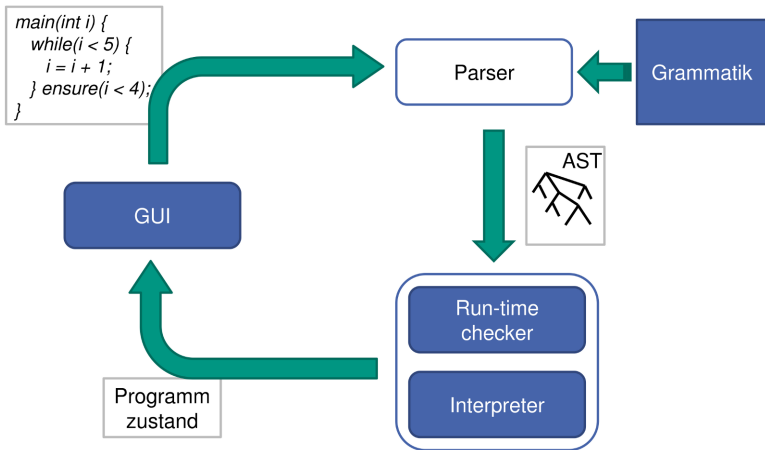 main(int i) {
while(i < 5) {
i = i + 1;
} ensure(i < 4);
}
Parser
Grammatik
AST
GUI
Run-time
checker
Programm
zustand
Interpreter